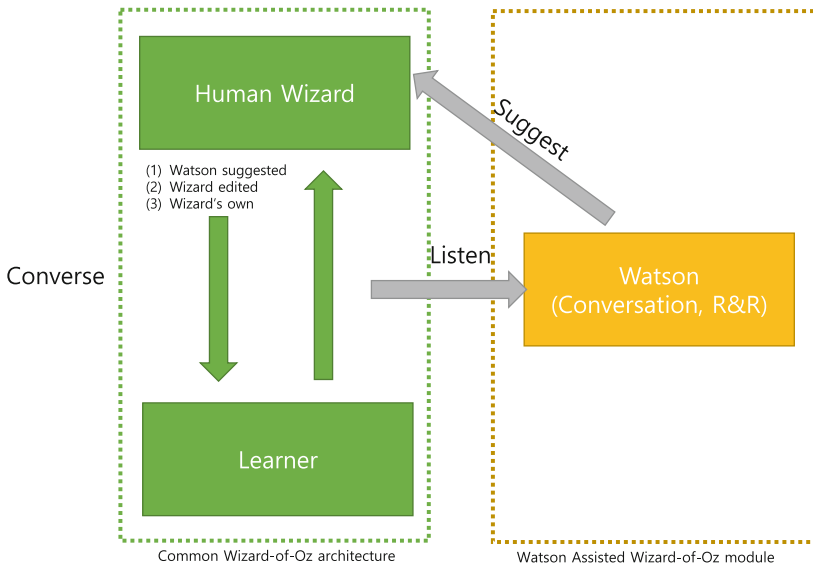 Human Wizard
(1) Watson suggested
(2) Wizard edited
(3) Wizard's own
Converse
Learner
Common Wizard-of-Oz architecture
Suggest
Listen
Watson
(Conversation, R&R)
Watson Assisted Wizard-of-Oz module